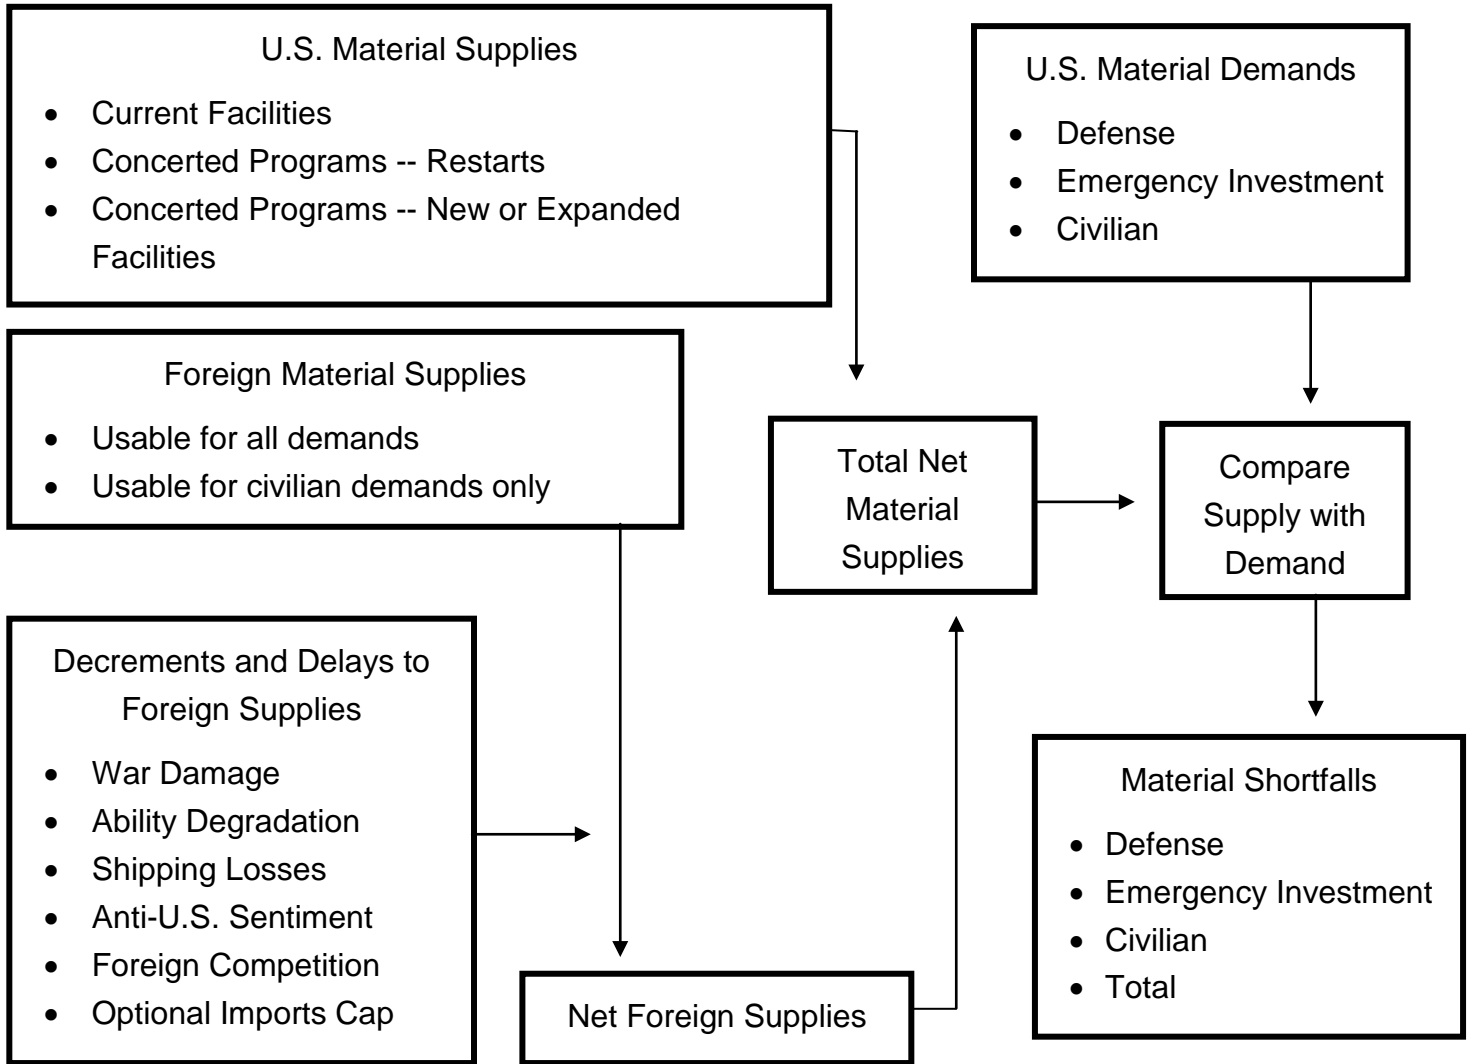 U.S. Material Supplies
• Current Facilities
• Concerted Programs -- Restarts
• Concerted Programs -- New or Expanded
Facilities
U.S. Material Demands
• Defense
• Emergency Investment
• Civilian
Foreign Material Supplies
• Usable for all demands
• Usable for civilian demands only
Total Net
Material
Supplies
Compare
Supply with
Demand
Decrements and Delays to
Foreign Supplies
• War Damage
• Ability Degradation
• Shipping Losses
• Anti-U.S. Sentiment
• Foreign Competition
• Optional Imports Cap
Net Foreign Supplies
Material Shortfalls
• Defense
• Emergency Investment
• Civilian
• Total